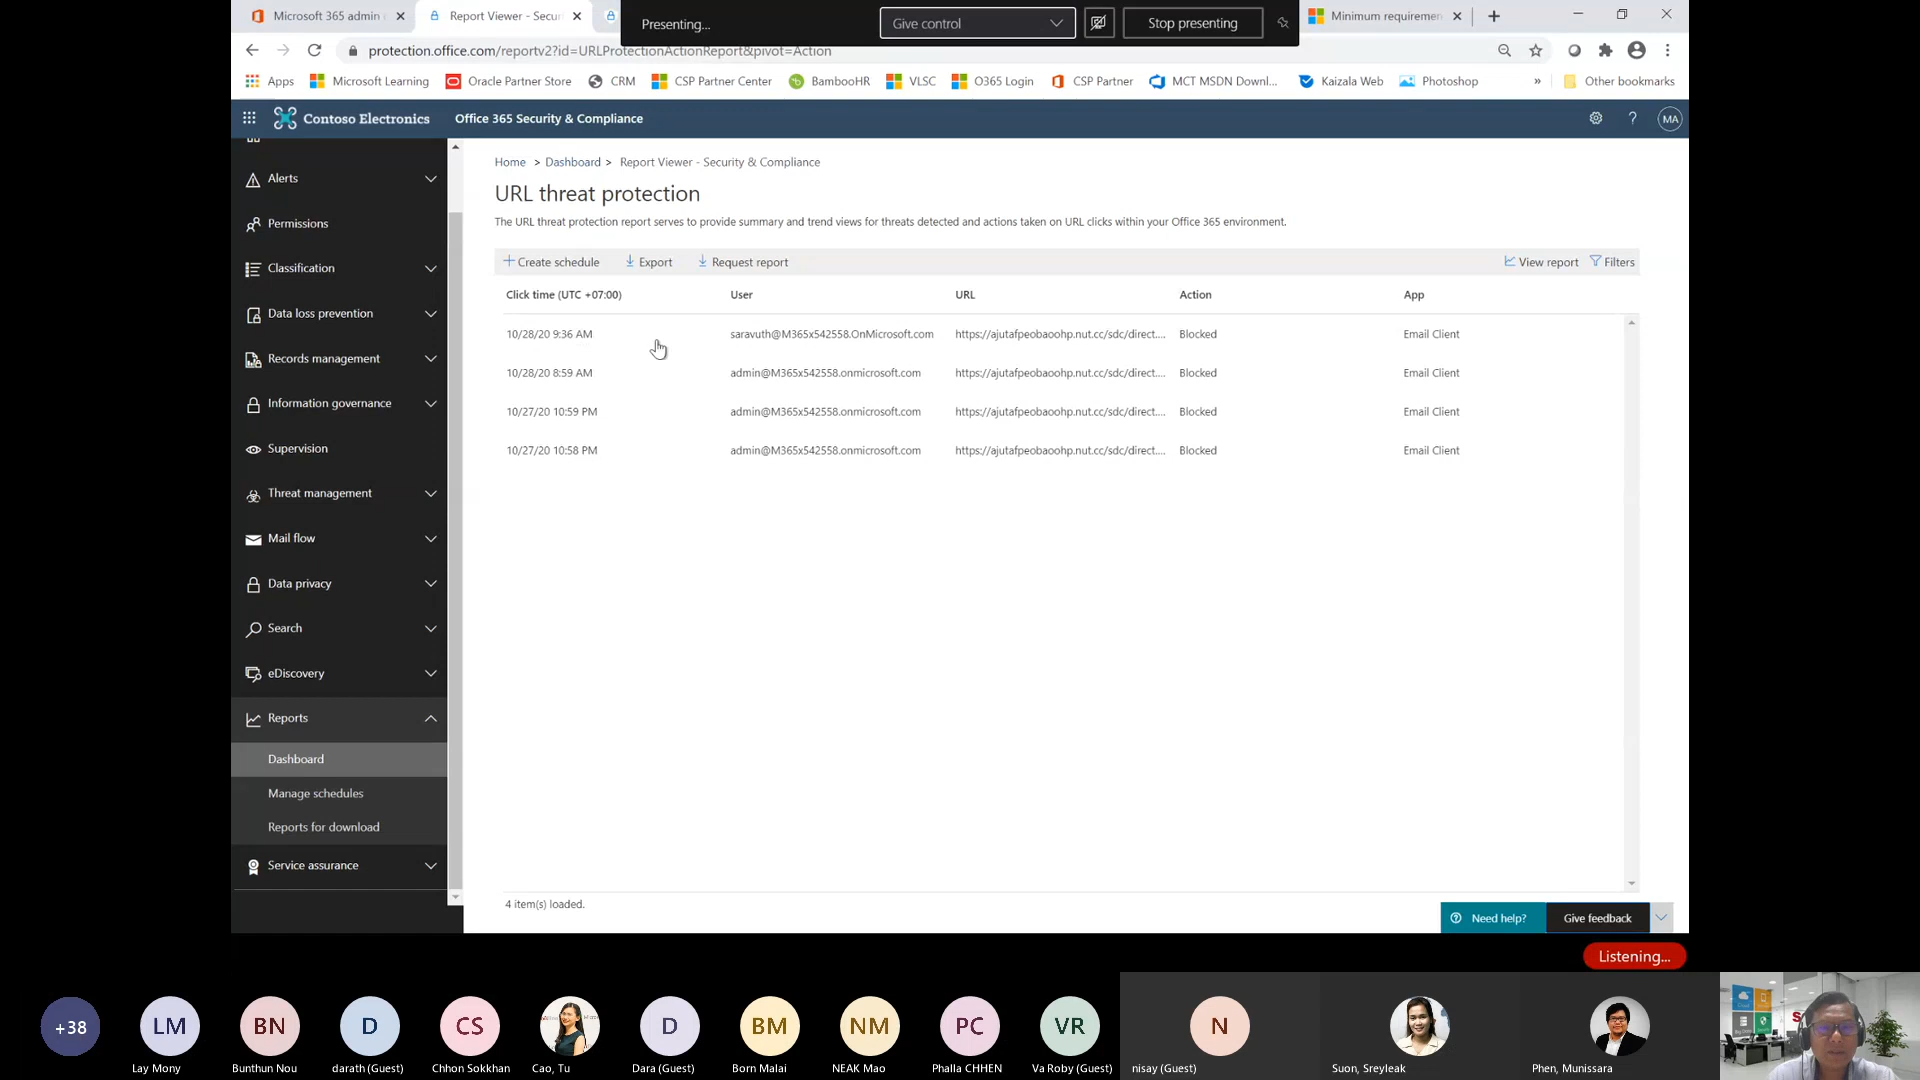 Microsoft 365 admin
Report Viewer - Secur
Presenting...
Give control
Stop presenting
Minimum requiremen
protection.office.com/reportv2?id=URLProtectionActionReport&pivot=Action
Apps
Microsoft Learning
Oracle Partner Store
CRM
CSP Partner Center
BambooHR
VLSC
O365 Login
CSP Partner
MCT MSDN Downl...
Kaizala Web
Photoshop
»
Other bookmarks
Contoso Electronics
Office 365 Security & Compliance
?
MA
Home > Dashboard > Report Viewer - Security & Compliance
URL threat protection
The URL threat protection report serves to provide summary and trend views for threats detected and actions taken on URL clicks within your Office 365 environment.
Alerts
Permissions
Classification
Data loss prevention
Records management
Information governance
Supervision
Threat management
Mail flow
Data privacy
Search
eDiscovery
Reports
Dashboard
Manage schedules
Reports for download
Service assurance
+ Create schedule
Export
Request report
View report
Filters
Click time (UTC +07:00) User URL Action App
10/28/20 9:36 AM saravuth@M365x542558.OnMicrosoft.com https://ajutafpeobaoohp.nut.cc/sdc/direct.... Blocked Email Client
10/28/20 8:59 AM admin@M365x542558.onmicrosoft.com https://ajutafpeobaoohp.nut.cc/sdc/direct.... Blocked Email Client
10/27/20 10:59 PM admin@M365x542558.onmicrosoft.com https://ajutafpeobaoohp.nut.cc/sdc/direct.... Blocked Email Client
10/27/20 10:58 PM admin@M365x542558.onmicrosoft.com https://ajutafpeobaoohp.nut.cc/sdc/direct.... Blocked Email Client
4 item(s) loaded.
Need help?
Give feedback
Listening...
+38
LM
BN
D
CS
D
BM
NM
PC
VR
N
Lay Mony
Bunthun Nou
darath (Guest)
Chhon Sokkhan
Cao, Tu
Dara (Guest)
Born Malai
NEAK Mao
Phalla CHHEN
Va Roby (Guest)
nisay (Guest)
Suon, Sreyleak
Phen, Munissara